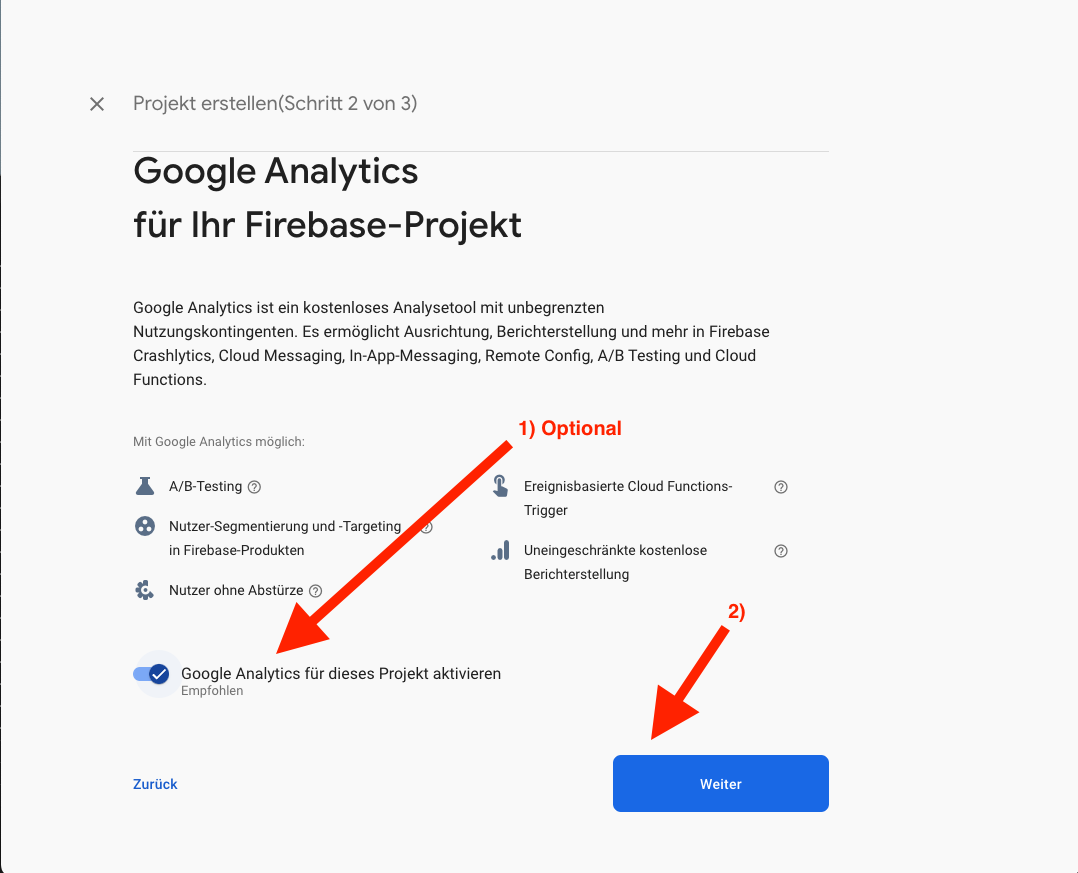 Projekt erstellen(Schritt 2 von 3)
Google Analytics
für Ihr Firebase-Projekt
Google Analytics ist ein kostenloses Analysetool mit unbegrenzten
Nutzungskontingenten. Es ermöglicht Ausrichtung, Berichterstellung und mehr in Firebase
Crashlytics, Cloud Messaging, In-App-Messaging, Remote Config, A/B Testing und Cloud
Functions.
1) Optional
Mit Google Analytics möglich:
A/B-Testing
Nutzer-Segmentierung und -Targeting
in Firebase-Produkten
Nutzer ohne Abstürze
Ereignisbasierte Cloud Functions-
Trigger
Uneingeschränkte kostenlose
Berichterstellung
2)
Google Analytics für dieses Projekt aktivieren
Empfohlen
Zurück
Weiter